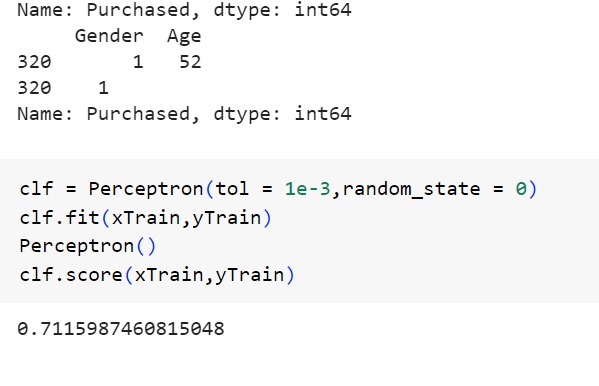 Name: Purchased, dtype: int64
Gender Age
320 1 52
320 1
Name: Purchased, dtype: int64
clf = Perceptron(tol = 1e-3,random_state = 0)
clf.fit(xTrain,yTrain)
Perceptron()
clf.score(xTrain,yTrain)
0.7115987460815048